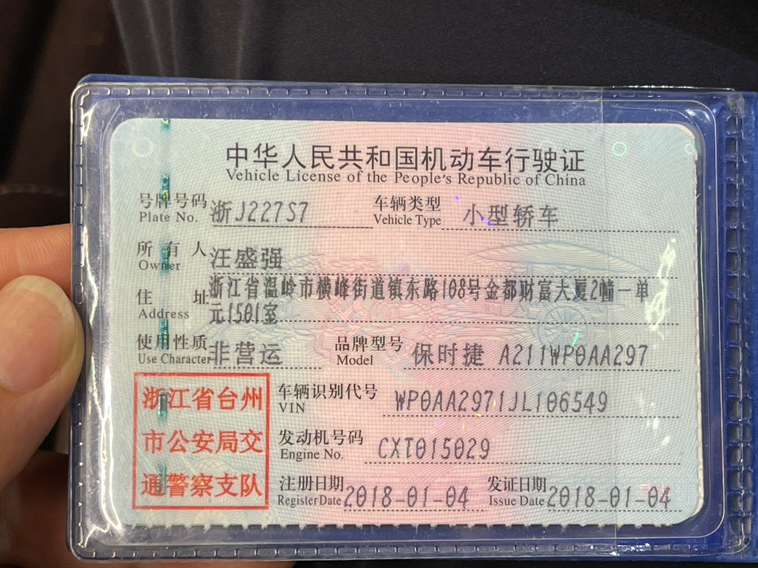 中华人民共和国机动车行驶证
Vehicle License of the People's Republic of China
号牌号码 浙J227S7 车辆类型 小型轿车
Plate No. Vehicle Type
所有人 汪盛强
Owner
住址 浙江省温岭市横峰街道镇东路108号金都财富大厦2幢一单
Address 元1501室
使用性质 非营运 品牌型号 保时捷 A211WP0AA297
Use Character Model
浙江省台州
市公安局交
通警察支队
车辆识别代号 WP0AA2971JL106549
VIN
发动机号码 CXT015029
Engine No.
注册日期 2018-01-04 发证日期 2018-01-04
Register Date Issue Date